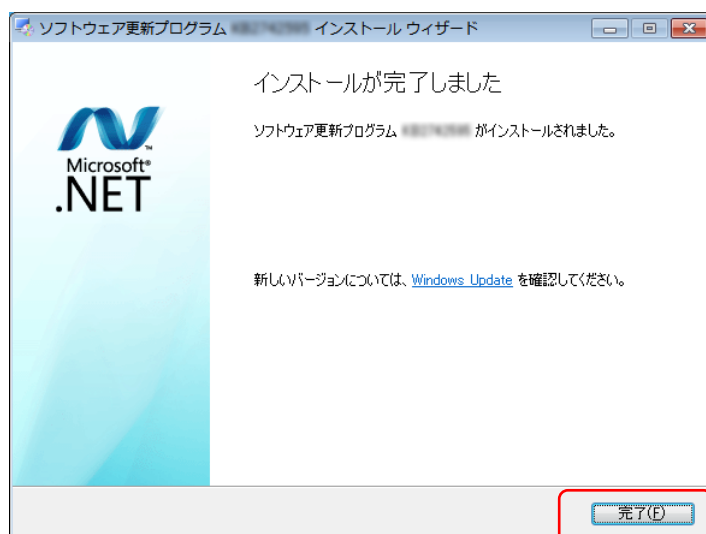 ソフトウェア更新プログラム インストール ウィザード
インストールが完了しました
ソフトウェア更新プログラム がインストールされました。
Microsoft®
.NET
新しいバージョンについては、Windows Update を確認してください。
完了(F)